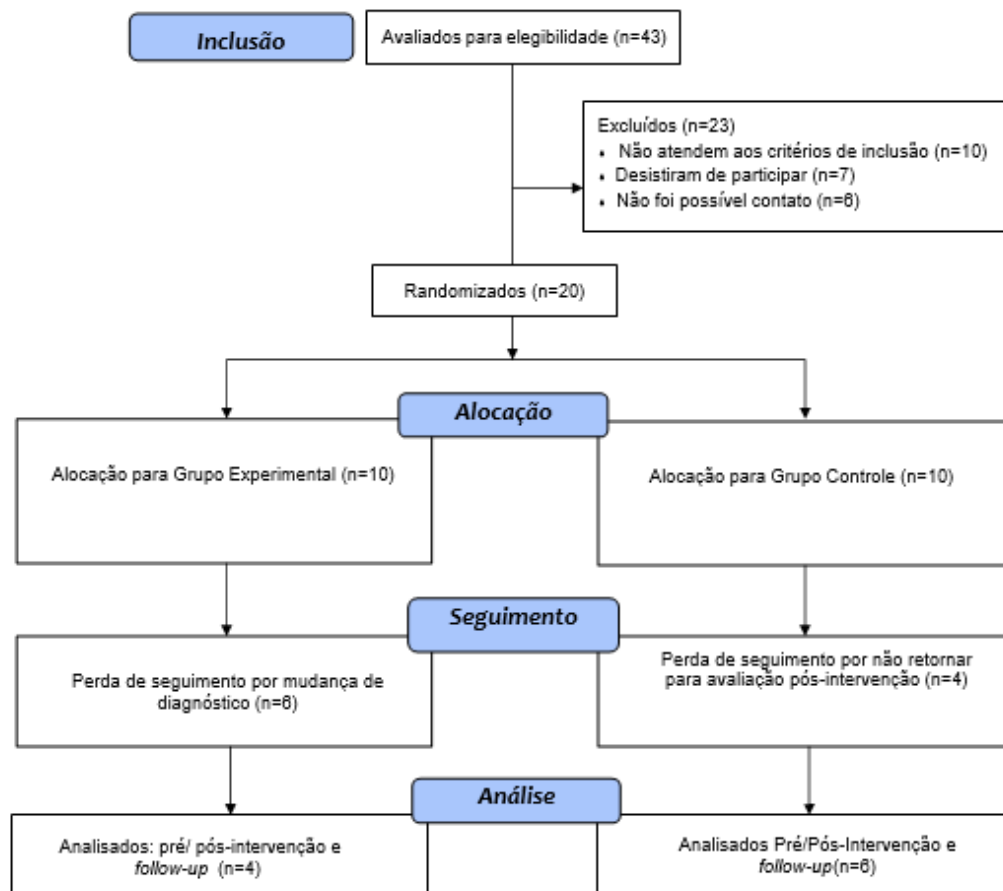 Inclusão
Avaliados para elegibilidade (n=43)
Excluídos (n=23)
♦ Não atendem aos critérios de inclusão (n=10)
♦ Desistiram de participar (n=7)
♦ Não foi possível contato (n=6)
Randomizados (n=20)
Alocação
Alocação para Grupo Experimental (n=10)
Alocação para Grupo Controle (n=10)
Seguimento
Perda de seguimento por mudança de
diagnóstico (n=6)
Perda de seguimento por não retornar
para avaliação pós-intervenção (n=4)
Análise
Analisados: pré/ pós-intervenção e
follow-up (n=4)
Analisados Pré/Pós-Intervenção e
follow-up(n=6)